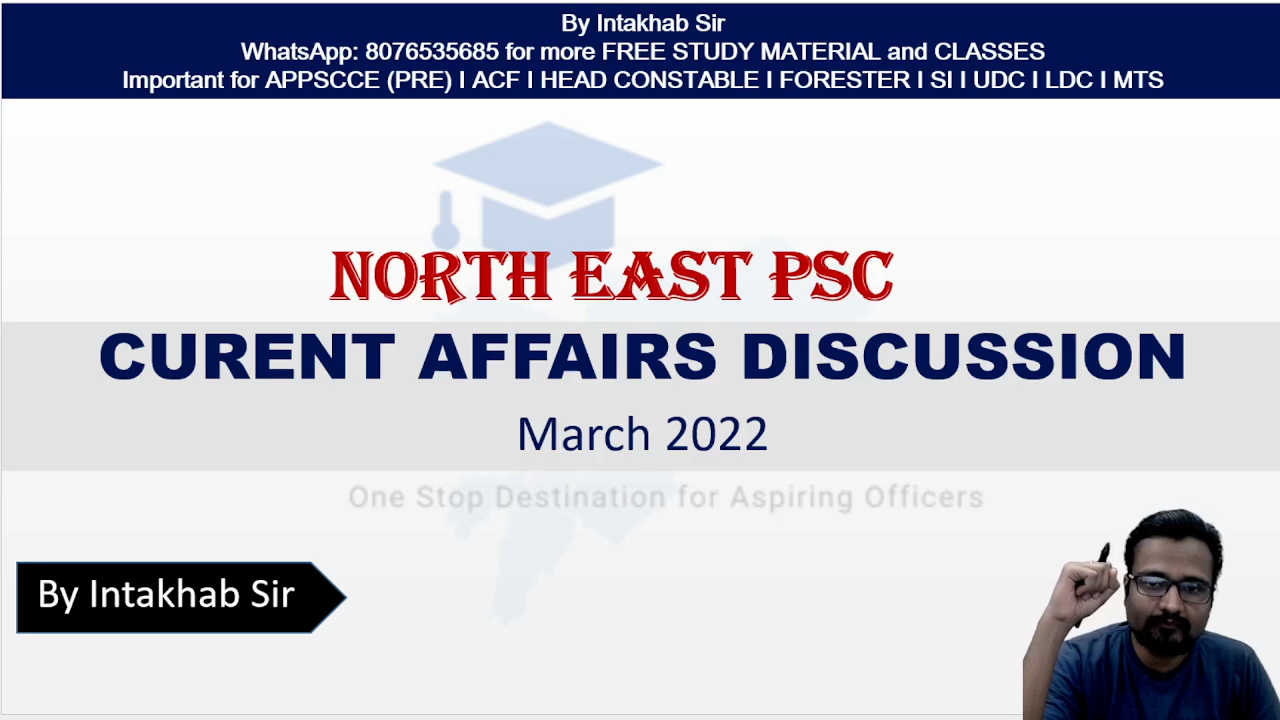 By Intakhab Sir
WhatsApp: 8076535685 for more FREE STUDY MATERIAL and CLASSES
Important for APPSCCE (PRE) I ACF I HEAD CONSTABLE I FORESTER I SI I UDC I LDC I MTS
NORTH EAST PSC
CURENT AFFAIRS DISCUSSION
March 2022
One Stop Destination for Aspiring Officers
By Intakhab Sir